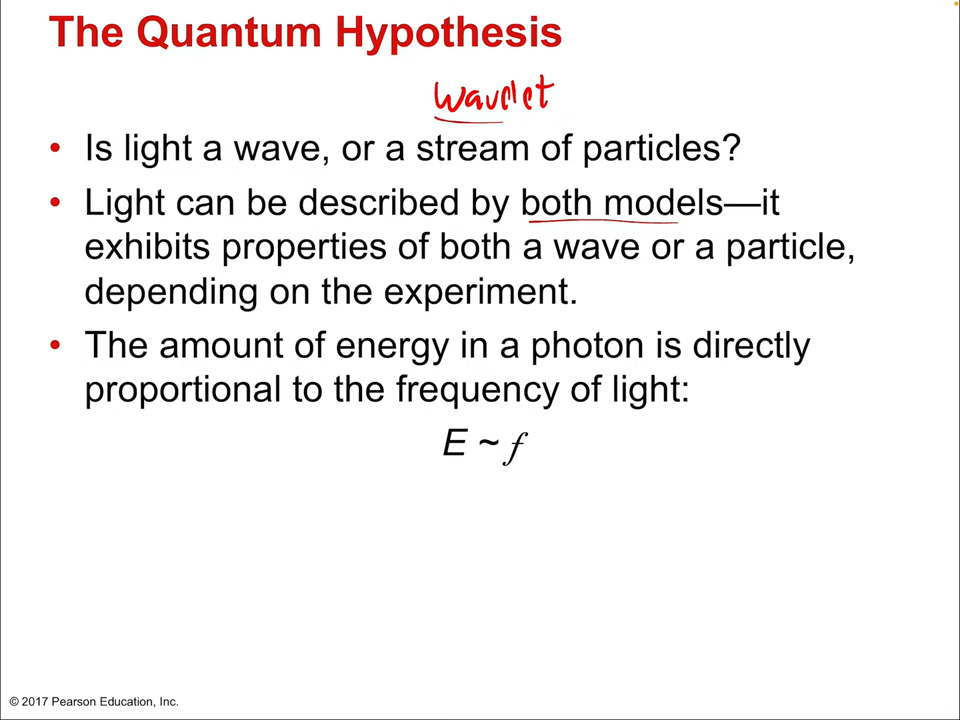 The Quantum Hypothesis
wavelet
• Is light a wave, or a stream of particles?
• Light can be described by both models—it
exhibits properties of both a wave or a particle,
depending on the experiment.
• The amount of energy in a photon is directly
proportional to the frequency of light:
E ~ f
© 2017 Pearson Education, Inc.